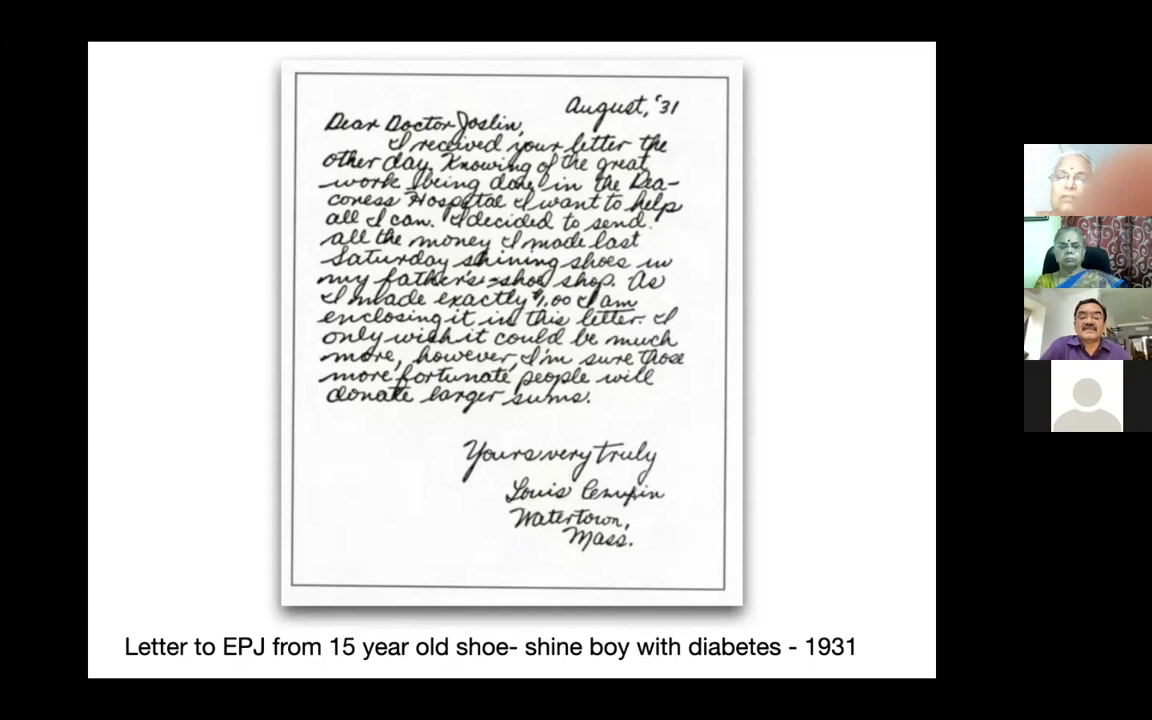 August, '31
Dear Doctor Joslin,
I received your letter the
other day. Knowing of the great
work being done in the Dea-
coness Hospital I want to help
all I can. I decided to send
all the money I made last
Saturday shining shoes in
my father's shoe shop. As
I made exactly $1.00 I am
enclosing it in this letter. I
only wish it could be much
more, however, I'm sure those
more fortunate people will
donate larger sums.
Yours very truly
Louis
Watertown,
Mass.
Letter to EPJ from 15 year old shoe- shine boy with diabetes - 1931